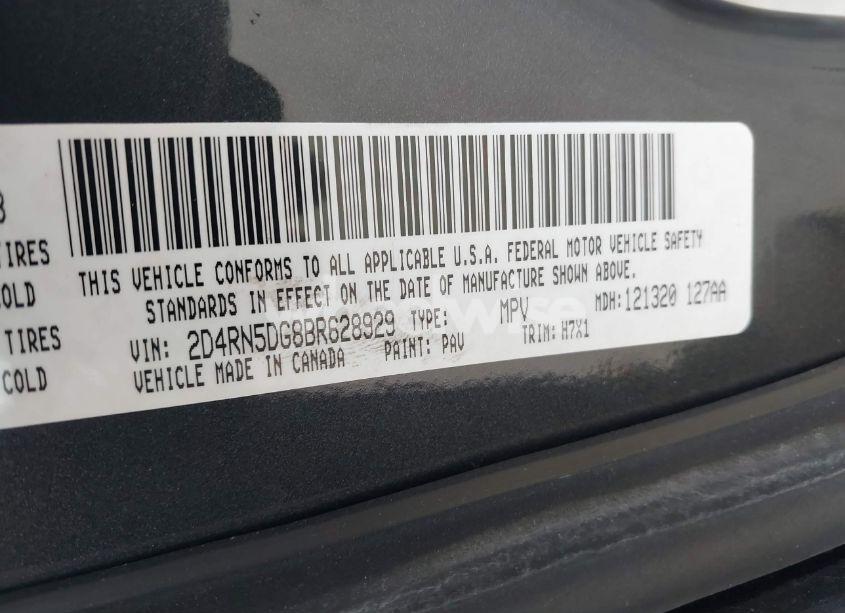 TIRES
COLD
TIRES
COLD
THIS VEHICLE CONFORMS TO ALL APPLICABLE U.S.A. FEDERAL MOTOR VEHICLE SAFETY
STANDARDS IN EFFECT ON THE DATE OF MANUFACTURE SHOWN ABOVE.
VIN: 2D4RN5DG8BR628929 TYPE: MPV MDH: 121320 127AA
VEHICLE MADE IN CANADA PAINT: PAV TRIM: H7X1